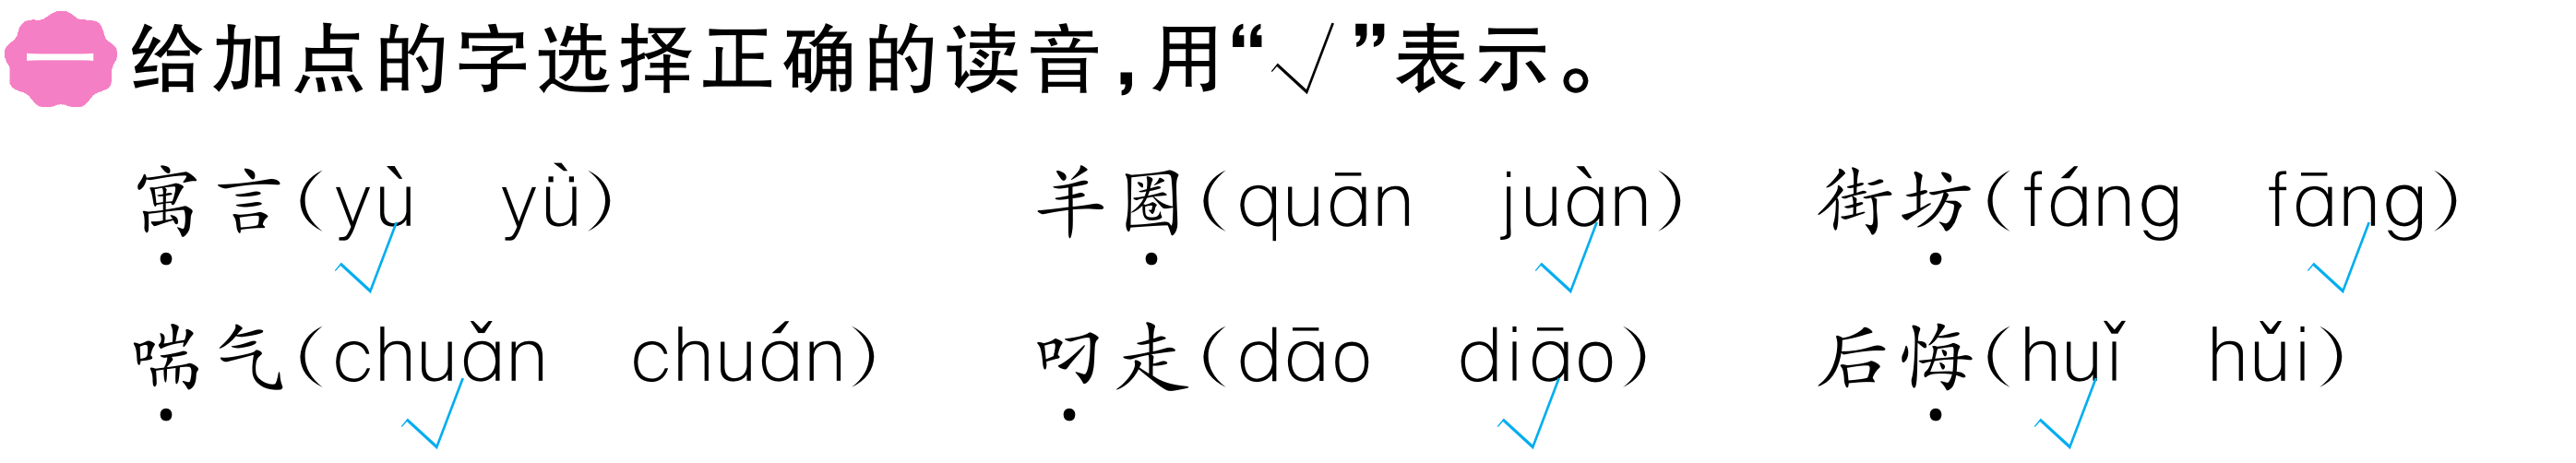 一 给加点的字选择正确的读音,用“√”表示。
寓言(yù yǜ) 羊圈(quān juàn) 街坊(fáng fāng)
喘气(chuǎn chuán) 叼走(dāo diāo) 后悔(huǐ hǔi)